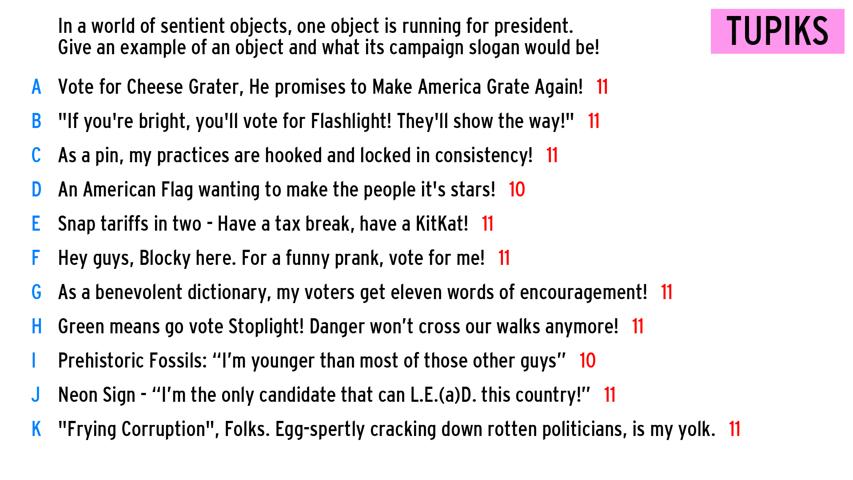 In a world of sentient objects, one object is running for president.
Give an example of an object and what its campaign slogan would be!
TUPIKS
A Vote for Cheese Grater, He promises to Make America Grate Again! 11
B "If you're bright, you'll vote for Flashlight! They'll show the way!" 11
C As a pin, my practices are hooked and locked in consistency! 11
D An American Flag wanting to make the people it's stars! 10
E Snap tariffs in two - Have a tax break, have a KitKat! 11
F Hey guys, Blocky here. For a funny prank, vote for me! 11
G As a benevolent dictionary, my voters get eleven words of encouragement! 11
H Green means go vote Stoplight! Danger won’t cross our walks anymore! 11
I Prehistoric Fossils: “I’m younger than most of those other guys” 10
J Neon Sign - “I’m the only candidate that can L.E.(a)D. this country!” 11
K "Frying Corruption", Folks. Egg-spertly cracking down rotten politicians, is my yolk. 11